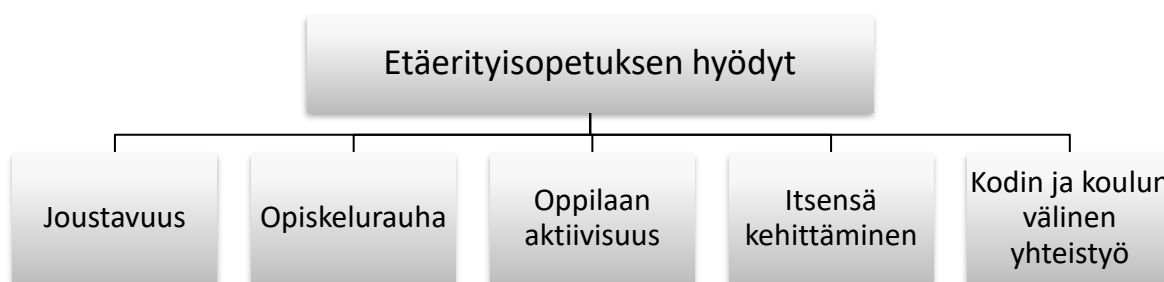 Etäerityisopetuksen hyödyt
Joustavuus
Opiskelurauha
Oppilaan
aktiivisuus
Itsensä
kehittäminen
Kodin ja koulun
välinen
yhteistyö